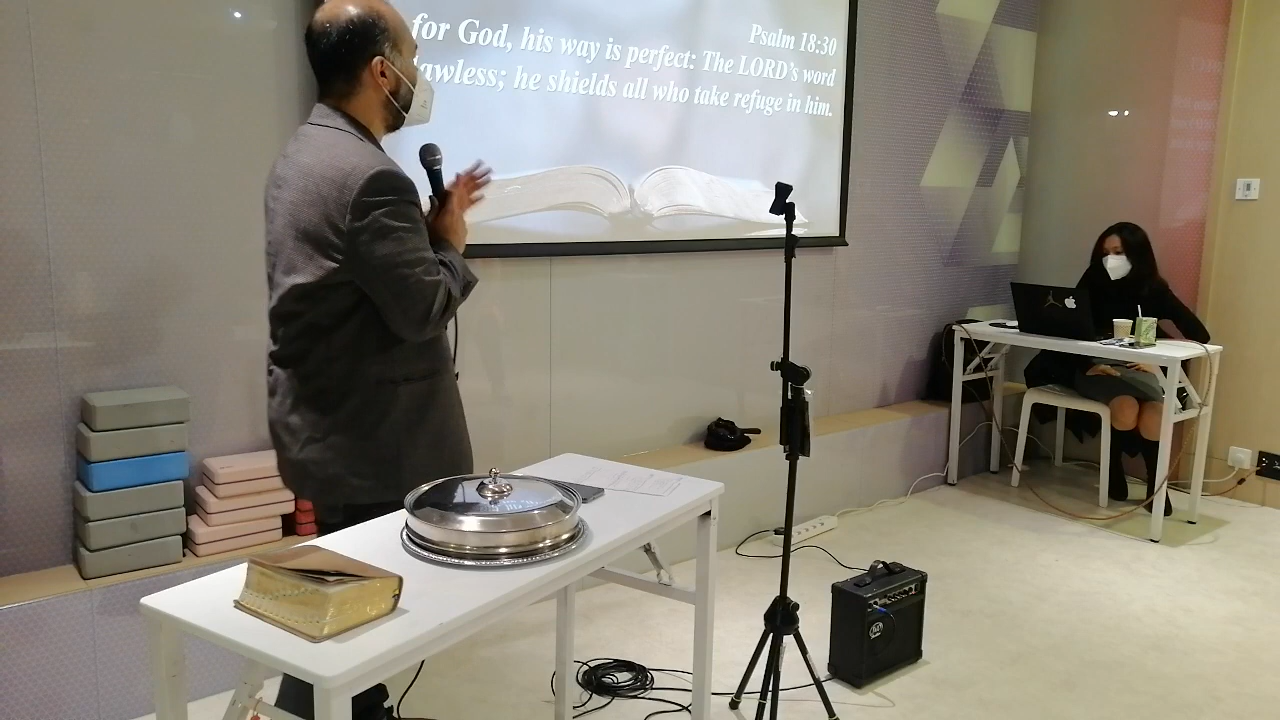 Psalm 18:30
for God, his way is perfect: The LORD's word
lawless; he shields all who take refuge in him.